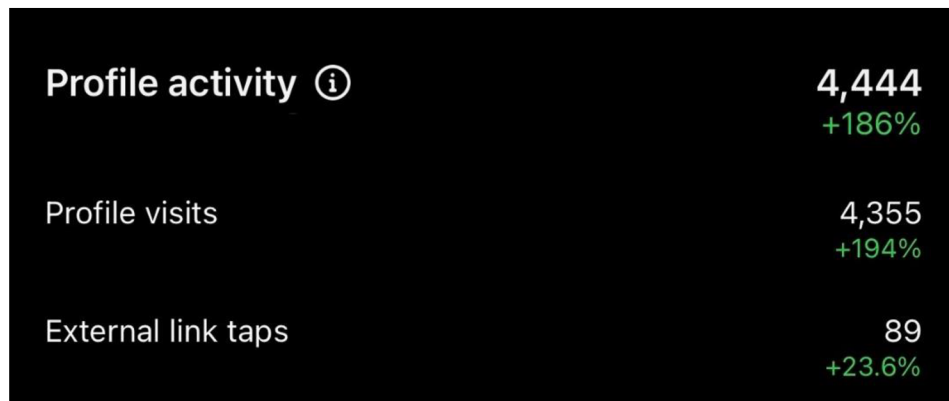 Profile activity 4,444
+186%
Profile visits 4,355
+194%
External link taps 89
+23.6%